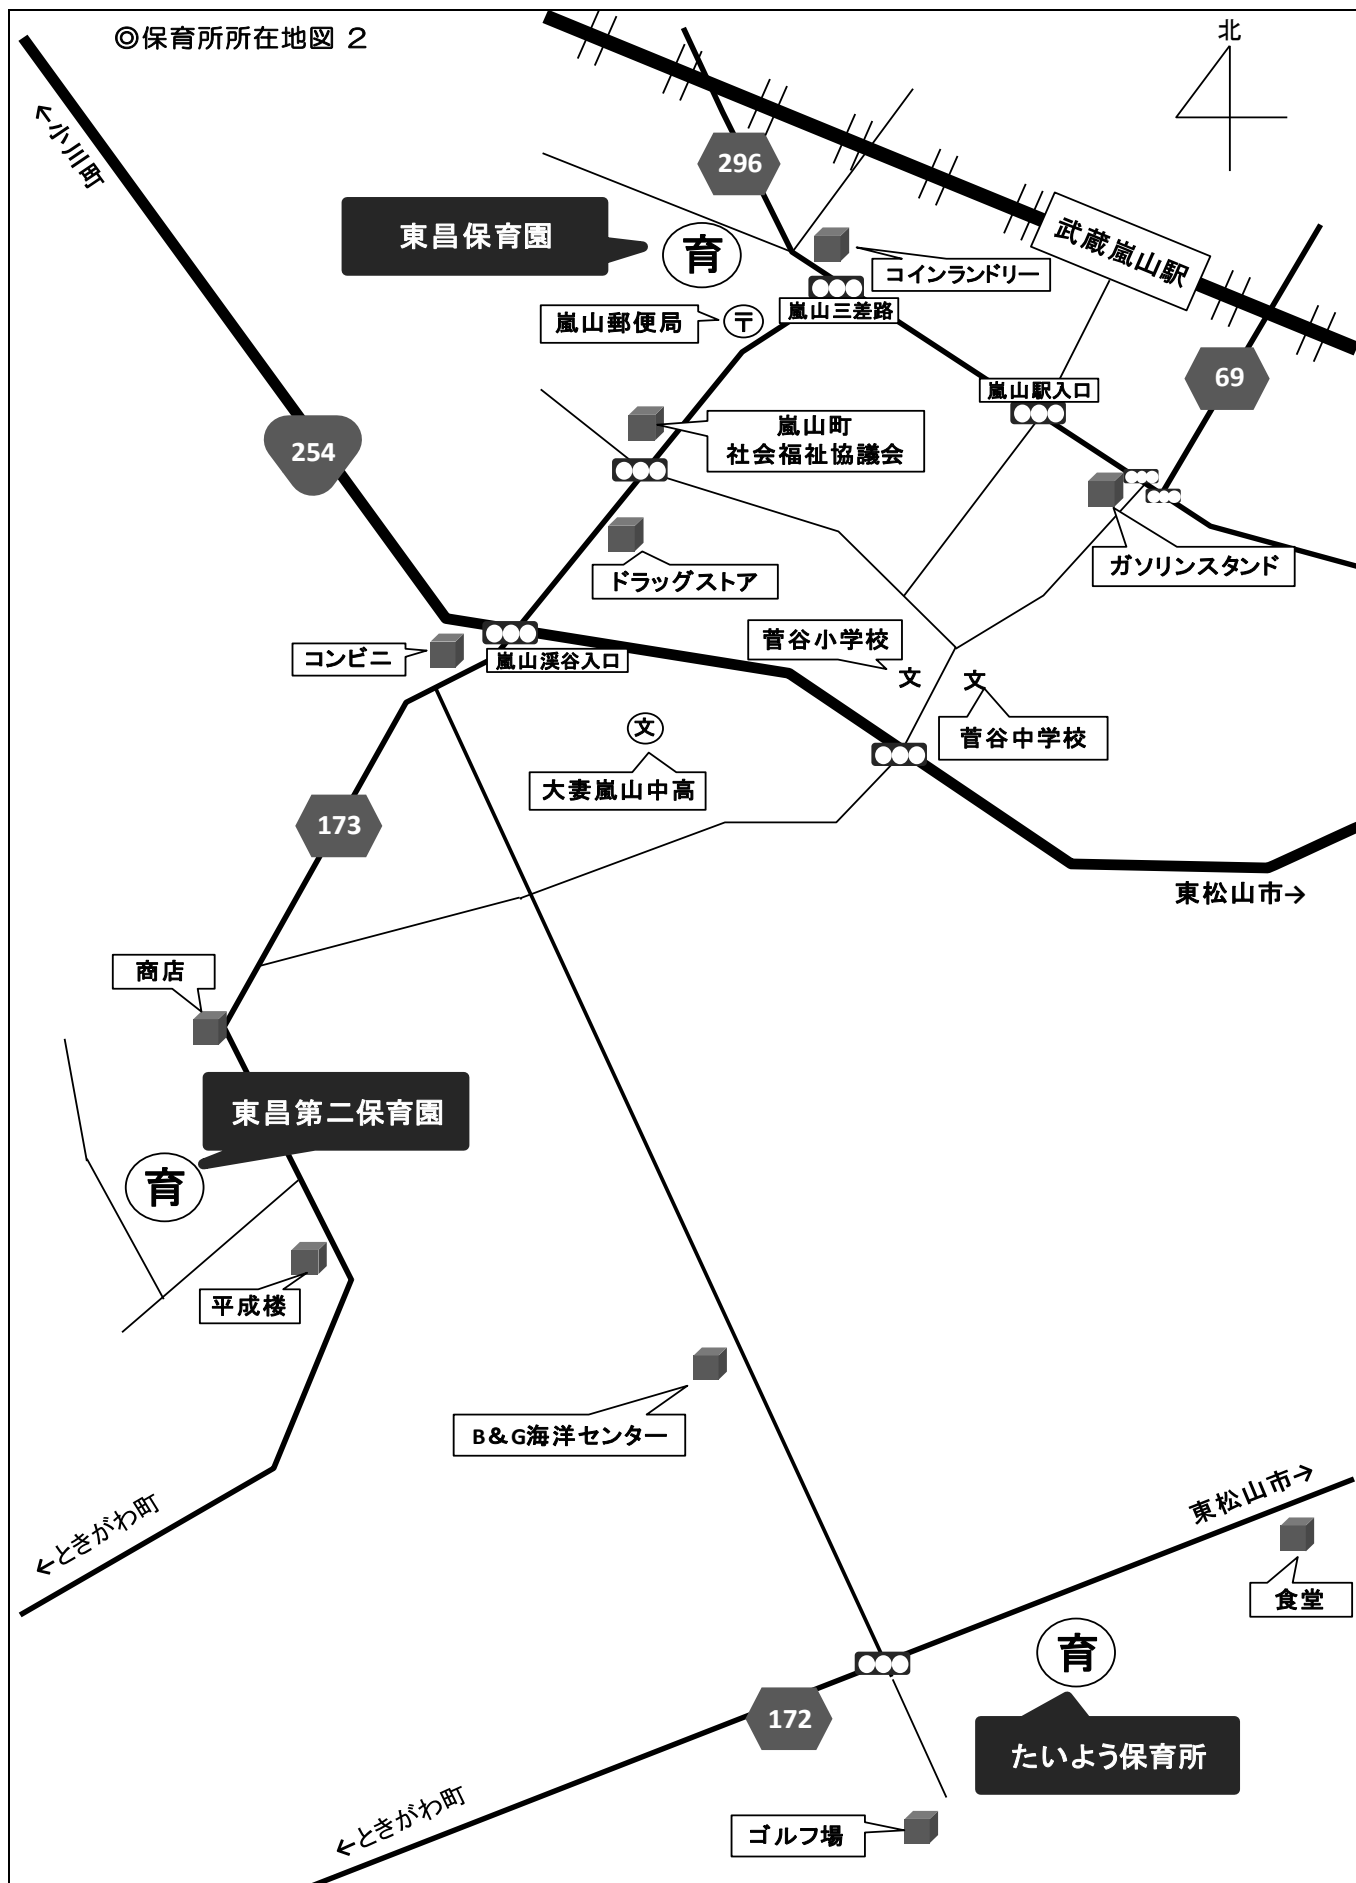 ◎保育所所在地図 2
北
←小川町
296
東昌保育園
育
武蔵嵐山駅
コインランドリー
嵐山三差路
嵐山郵便局
〒
69
嵐山駅入口
254
嵐山町
社会福祉協議会
ガソリンスタンド
ドラッグストア
コンビニ
嵐山渓谷入口
菅谷小学校
文
文
菅谷中学校
文
大妻嵐山中高
173
東松山市→
商店
東昌第二保育園
育
平成楼
B&G海洋センター
東松山市→
←ときがわ町
食堂
育
172
たいよう保育所
←ときがわ町
ゴルフ場